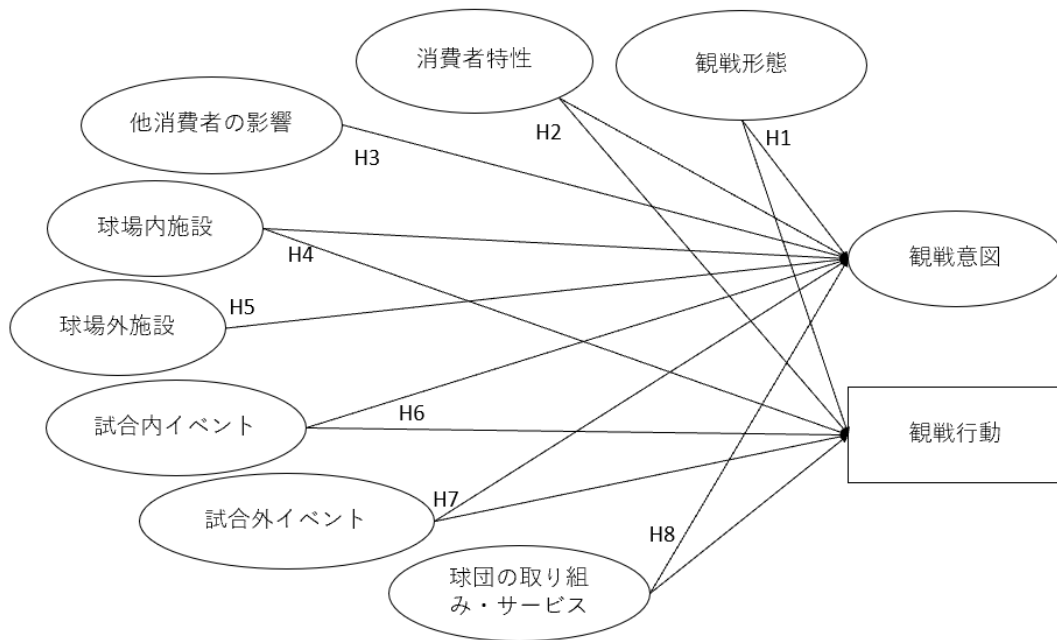 消費者特性
観戦形態
他消費者の影響
H2
H1
H3
球場内施設
H4
観戦意図
H5
球場外施設
試合内イベント
H6
観戦行動
H7
試合外イベント
H8
球団の取り組
み・サービス